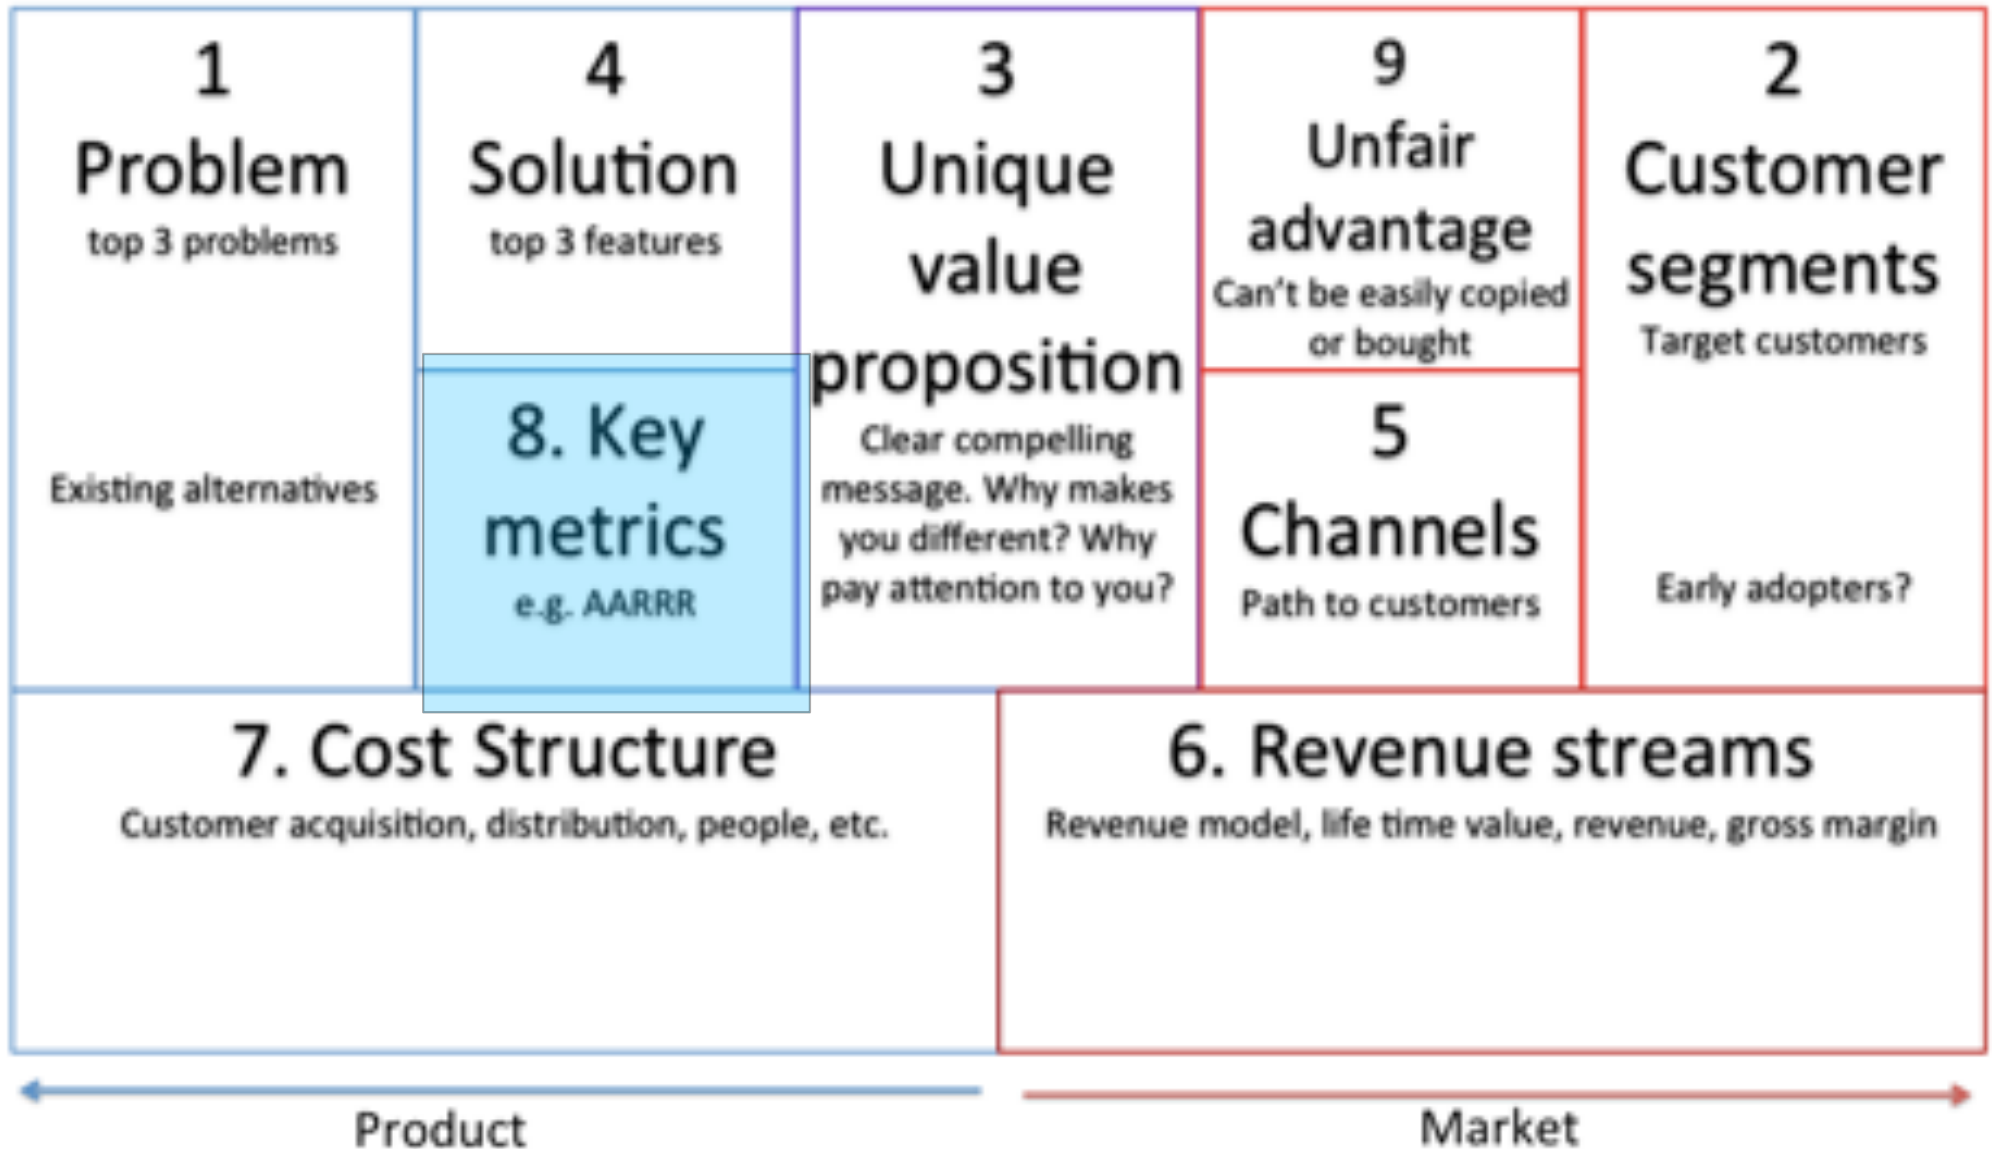 1
Problem
top 3 problems
Existing alternatives
4
Solution
top 3 features
8. Key
metrics
e.g. AARRR
3
Unique
value
proposition
Clear compelling
message. Why makes
you different? Why
pay attention to you?
9
Unfair
advantage
Can't be easily copied
or bought
5
Channels
Path to customers
2
Customer
segments
Target customers
Early adopters?
7. Cost Structure
Customer acquisition, distribution, people, etc.
6. Revenue streams
Revenue model, life time value, revenue, gross margin
Product
Market